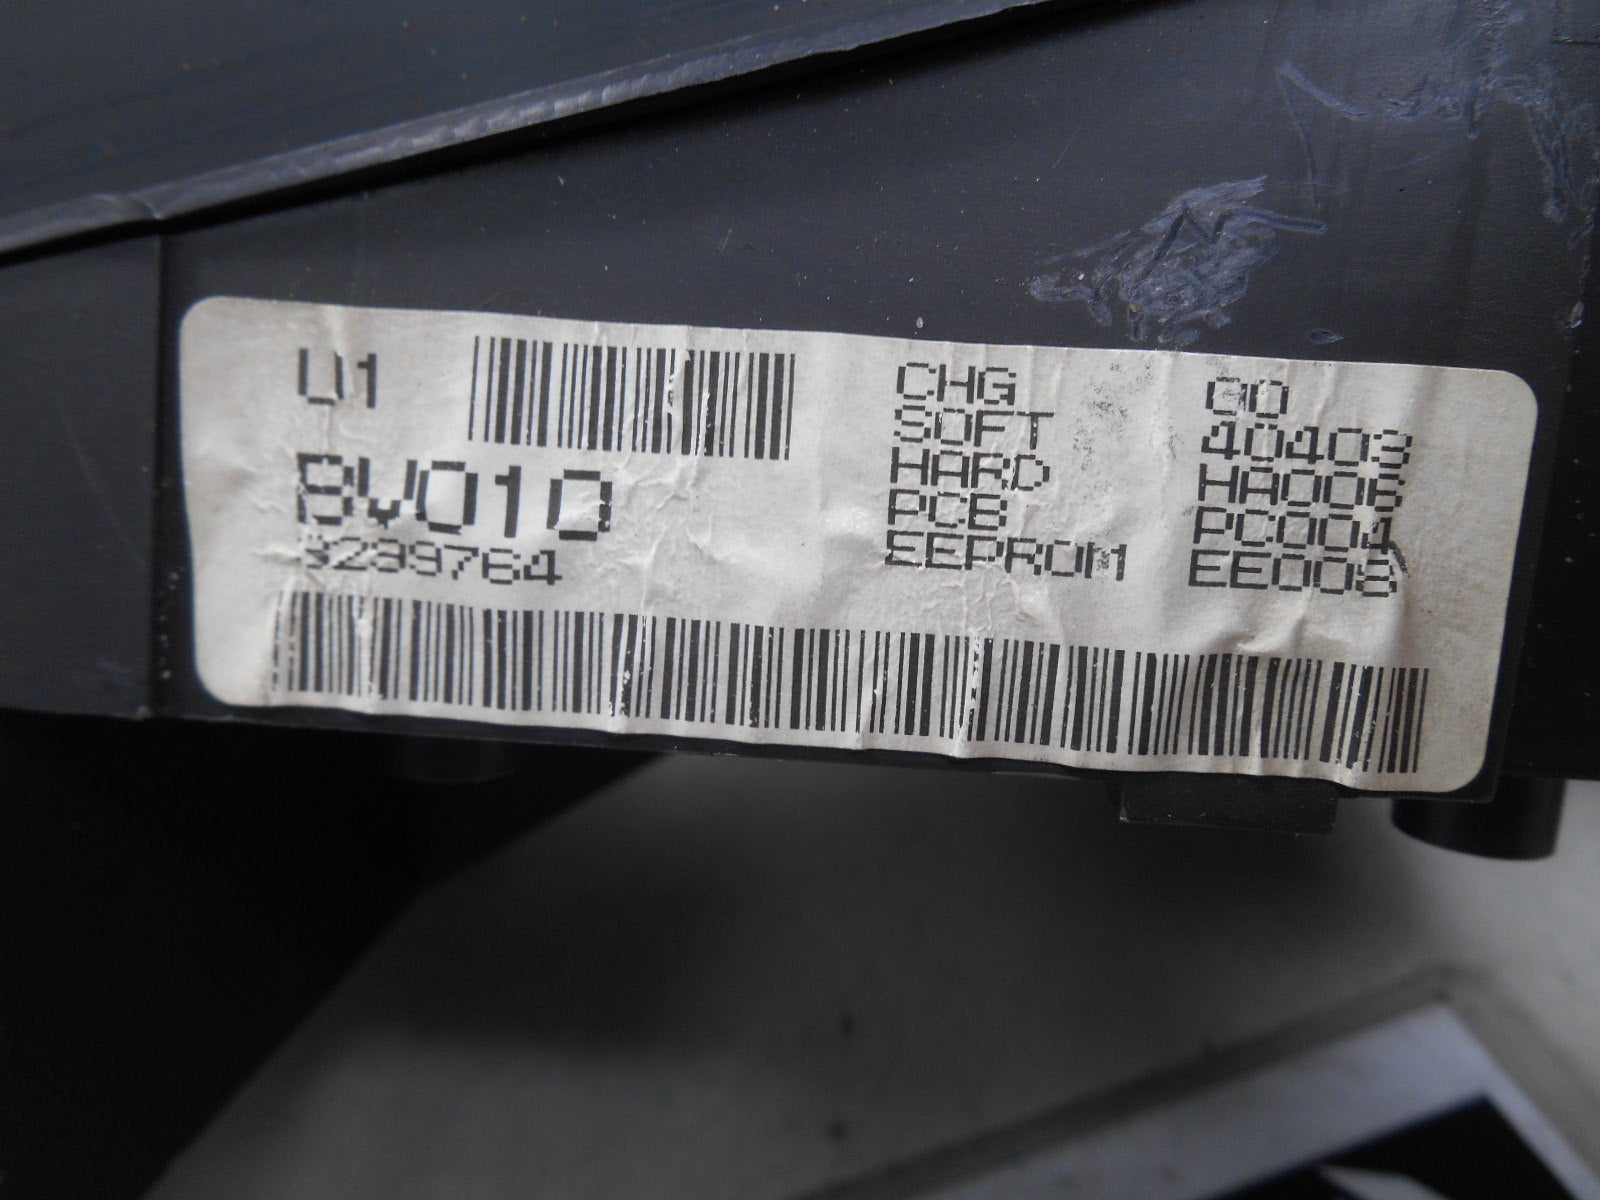 U1
BV010
CHG 00
SOFT 40403
HARD HA006
PCB PC004
EEPROM EE008